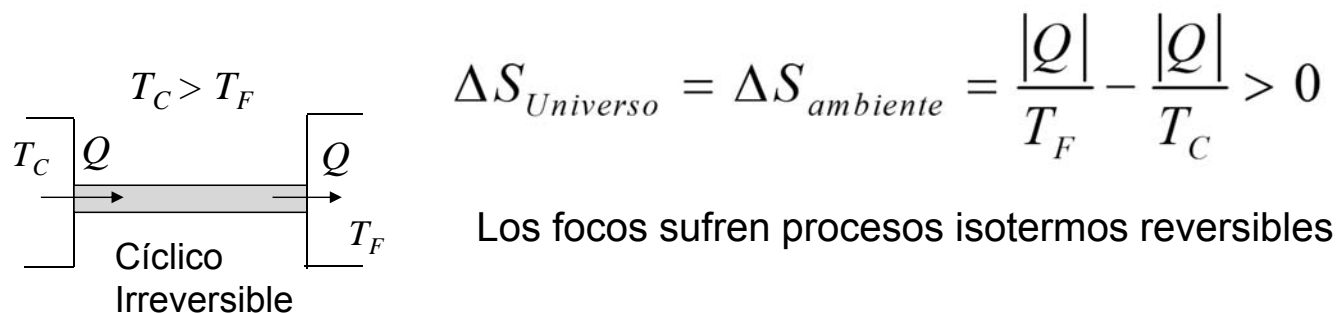 T_C > T_F
T_C Q Q
T_F
Cíclico
Irreversible
ΔS_Universo = ΔS_ambiente = |Q|/T_F − |Q|/T_C > 0
Los focos sufren procesos isotermos reversibles